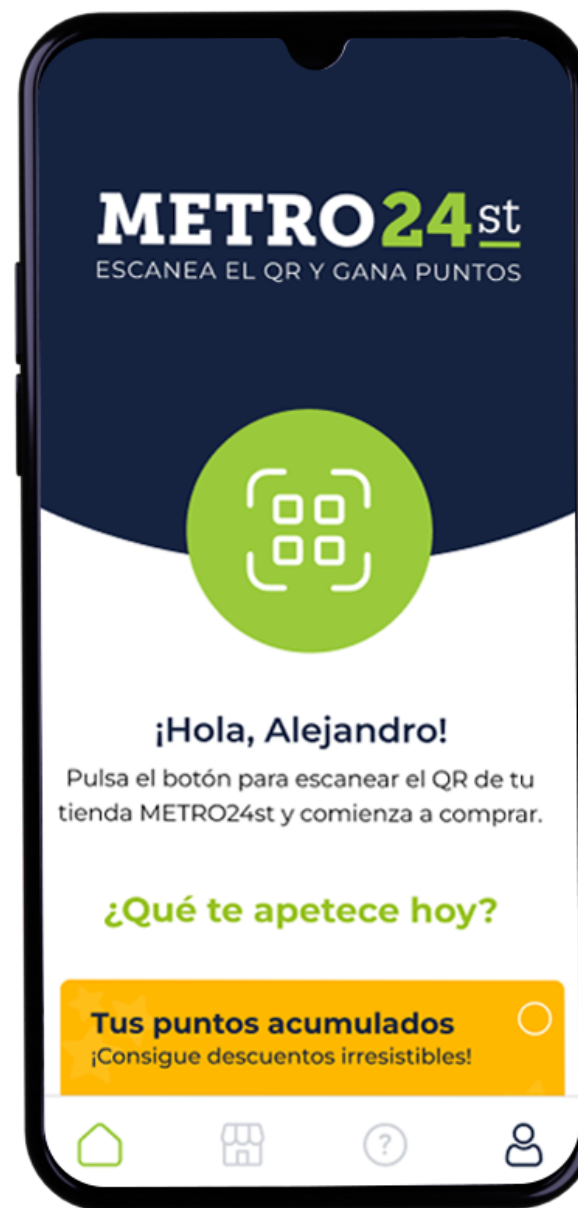 METRO24st
ESCANEA EL QR Y GANA PUNTOS
¡Hola, Alejandro!
Pulsa el botón para escanear el QR de tu
tienda METRO24st y comienza a comprar.
¿Qué te apetece hoy?
Tus puntos acumulados
¡Consigue descuentos irresistibles!
?